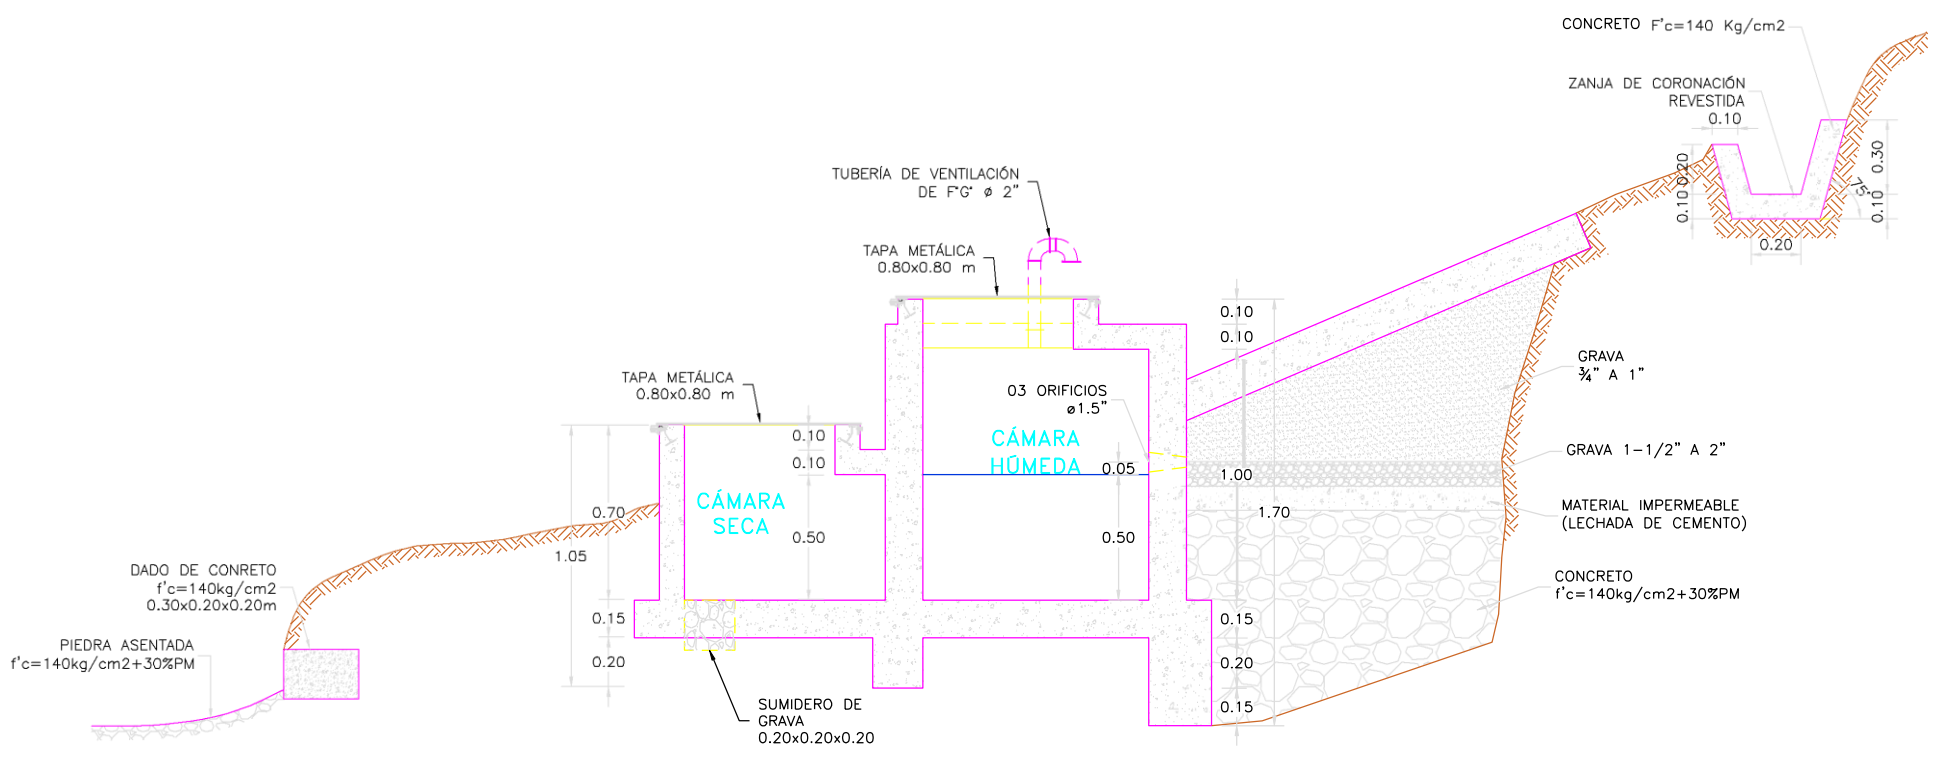 CONCRETO F'c=140 Kg/cm2
ZANJA DE CORONACIÓN
REVESTIDA
0.10
0.20
0.10
0.30
0.10
75°
0.20
TUBERÍA DE VENTILACIÓN
DE F°G° ø 2"
TAPA METÁLICA
0.80x0.80 m
0.10
0.10
GRAVA
¾" A 1"
TAPA METÁLICA
0.80x0.80 m
03 ORIFICIOS
ø1.5"
0.10
0.10
CÁMARA
HÚMEDA
0.05
1.00
GRAVA 1-1/2" A 2"
CÁMARA
SECA
0.70
1.70
MATERIAL IMPERMEABLE
(LECHADA DE CEMENTO)
0.50
0.50
1.05
DADO DE CONRETO
f'c=140kg/cm2
0.30x0.20x0.20m
CONCRETO
f'c=140kg/cm2+30%PM
0.15
0.15
PIEDRA ASENTADA
f'c=140kg/cm2+30%PM
0.20
0.20
0.15
SUMIDERO DE
GRAVA
0.20x0.20x0.20